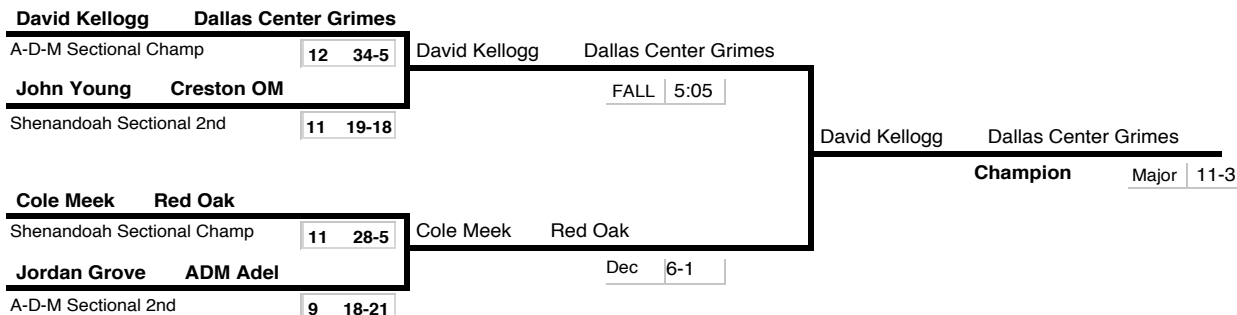 David Kellogg Dallas Center Grimes
A-D-M Sectional Champ 12 34-5
David Kellogg Dallas Center Grimes
John Young Creston OM
FALL 5:05
Shenandoah Sectional 2nd 11 19-18
David Kellogg Dallas Center Grimes
Champion Major 11-3
Cole Meek Red Oak
Shenandoah Sectional Champ 11 28-5
Cole Meek Red Oak
Jordan Grove ADM Adel
Dec 6-1
A-D-M Sectional 2nd 9 18-21